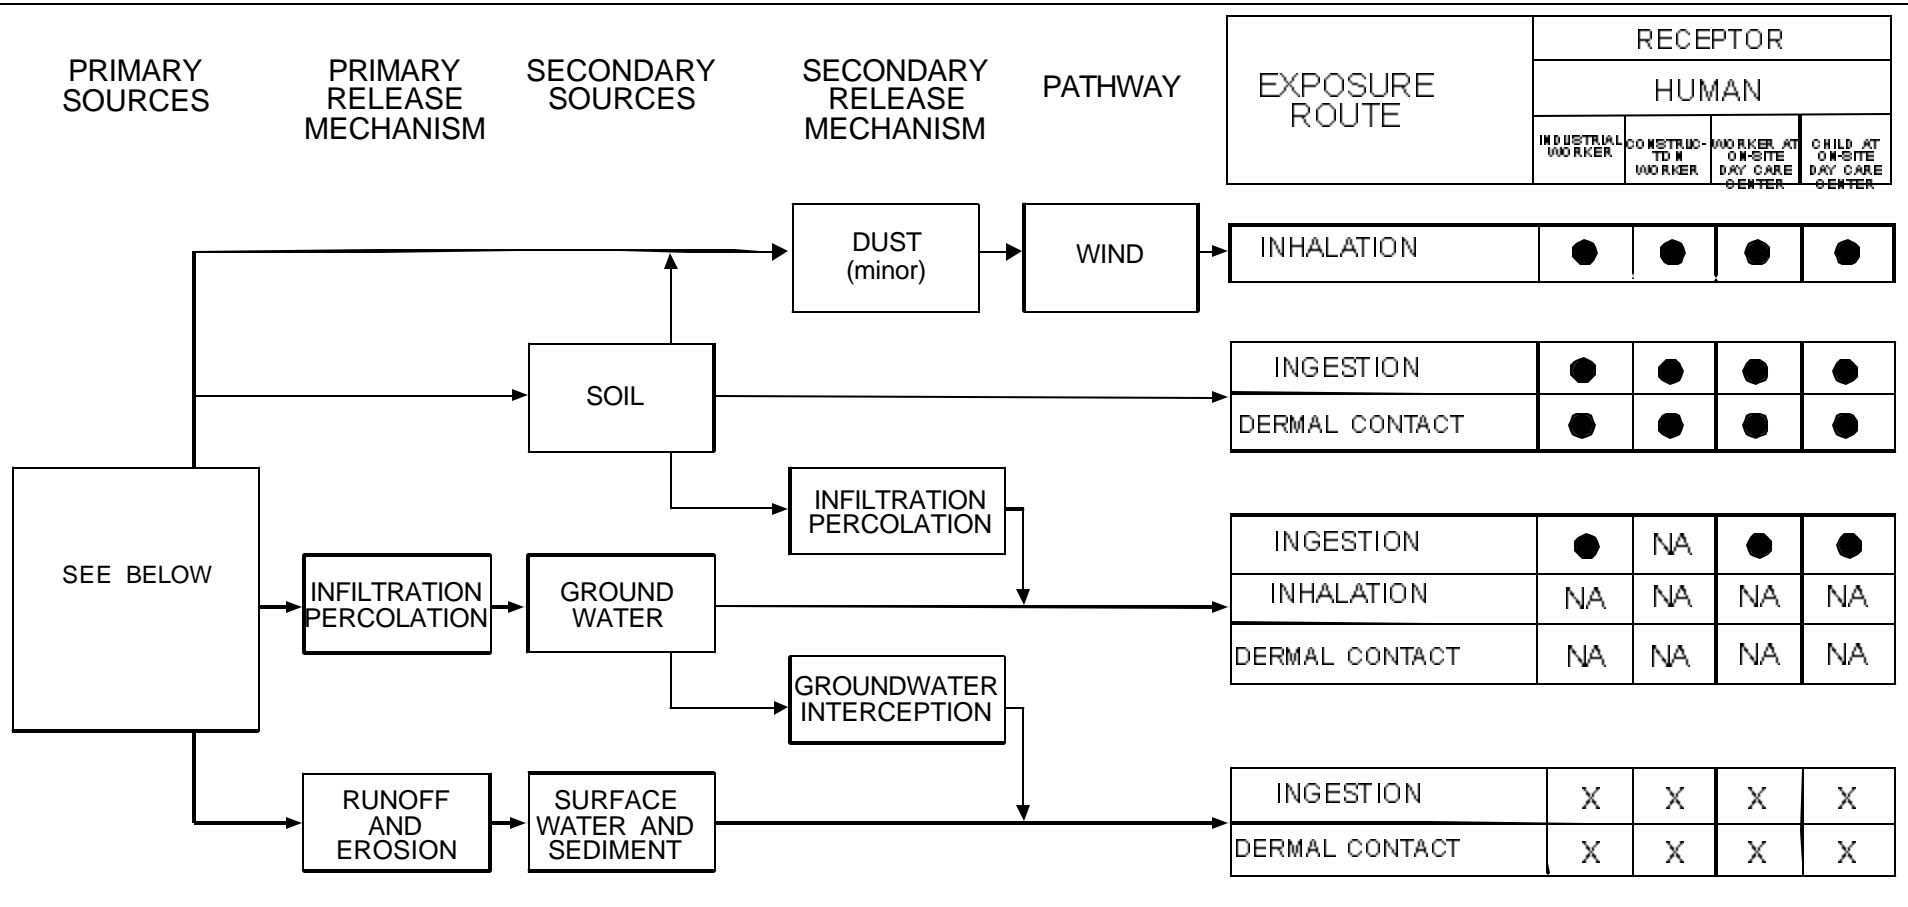 PRIMARY
SOURCES
PRIMARY
RELEASE
MECHANISM
SECONDARY
SOURCES
SECONDARY
RELEASE
MECHANISM
PATHWAY
EXPOSURE
ROUTE
RECEPTOR
HUMAN
INDUSTRIAL
WORKER
CONSTRUC-
TION
WORKER
WORKER AT
ON-SITE
DAY CARE
CENTER
CHILD AT
ON-SITE
DAY CARE
CENTER
DUST
(minor)
WIND
INHALATION
SOIL
INGESTION
DERMAL CONTACT
SEE BELOW
INFILTRATION
PERCOLATION
INFILTRATION
PERCOLATION
GROUND
WATER
INGESTION NA
INHALATION NA NA NA NA
DERMAL CONTACT NA NA NA NA
GROUNDWATER
INTERCEPTION
RUNOFF
AND
EROSION
SURFACE
WATER AND
SEDIMENT
INGESTION X X X X
DERMAL CONTACT X X X X